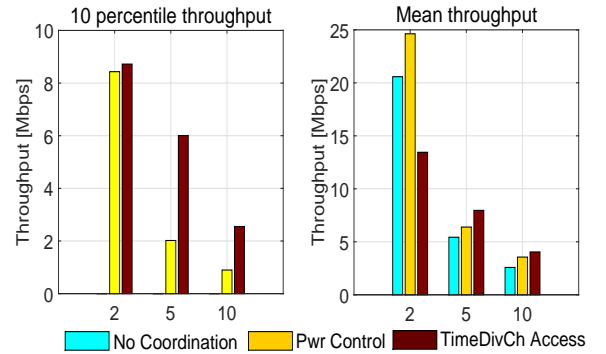 10 percentile throughput
Mean throughput
Throughput [Mbps]
10
8
6
4
2
0
2 5 10
Throughput [Mbps]
25
20
15
10
5
0
2 5 10
No Coordination Pwr Control TimeDivCh Access